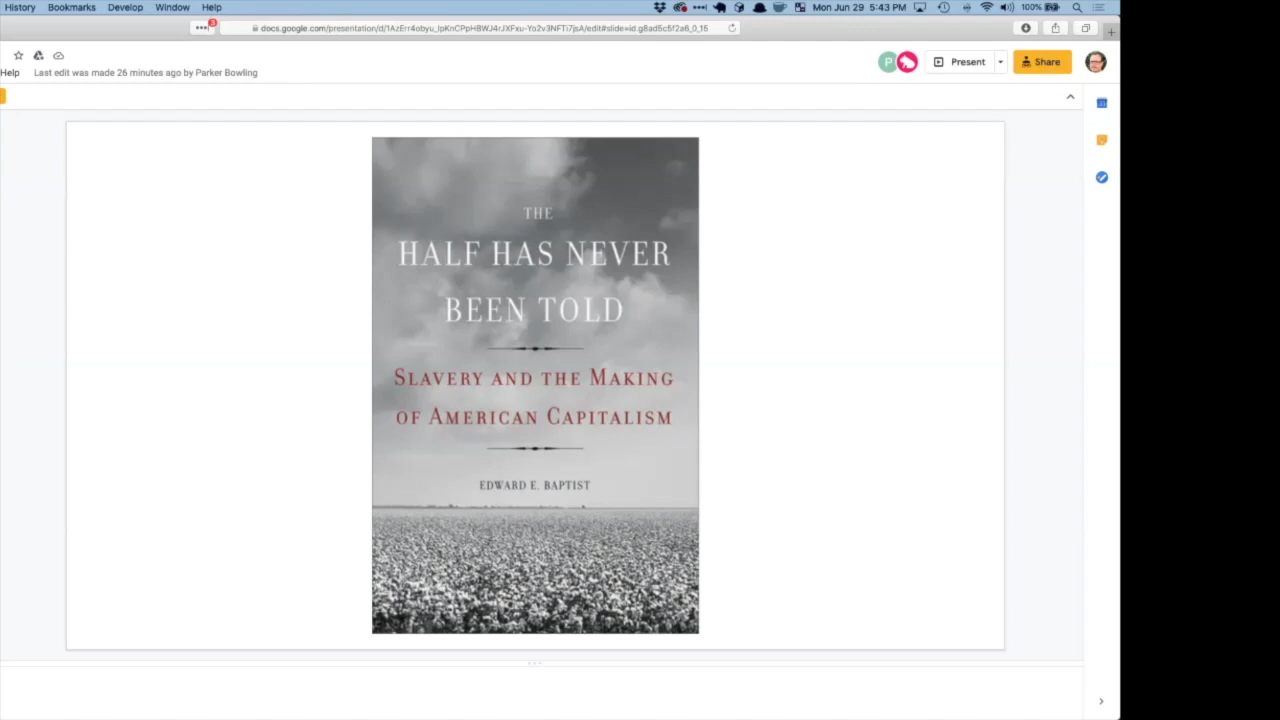 History Bookmarks Develop Window Help
100% Mon Jun 29 5:43 PM
3
Help Last edit was made 26 minutes ago by Parker Bowling
P Present Share
THE
HALF HAS NEVER
BEEN TOLD
SLAVERY AND THE MAKING
OF AMERICAN CAPITALISM
EDWARD E. BAPTIST